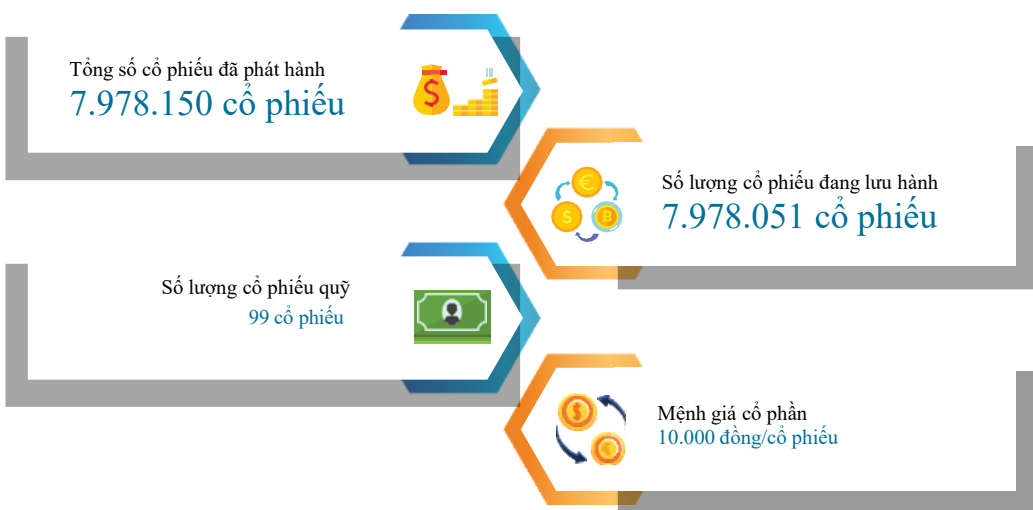 Tổng số cổ phiếu đã phát hành
7.978.150 cổ phiếu
Số lượng cổ phiếu đang lưu hành
7.978.051 cổ phiếu
Số lượng cổ phiếu quỹ
99 cổ phiếu
Mệnh giá cổ phần
10.000 đồng/cổ phiếu